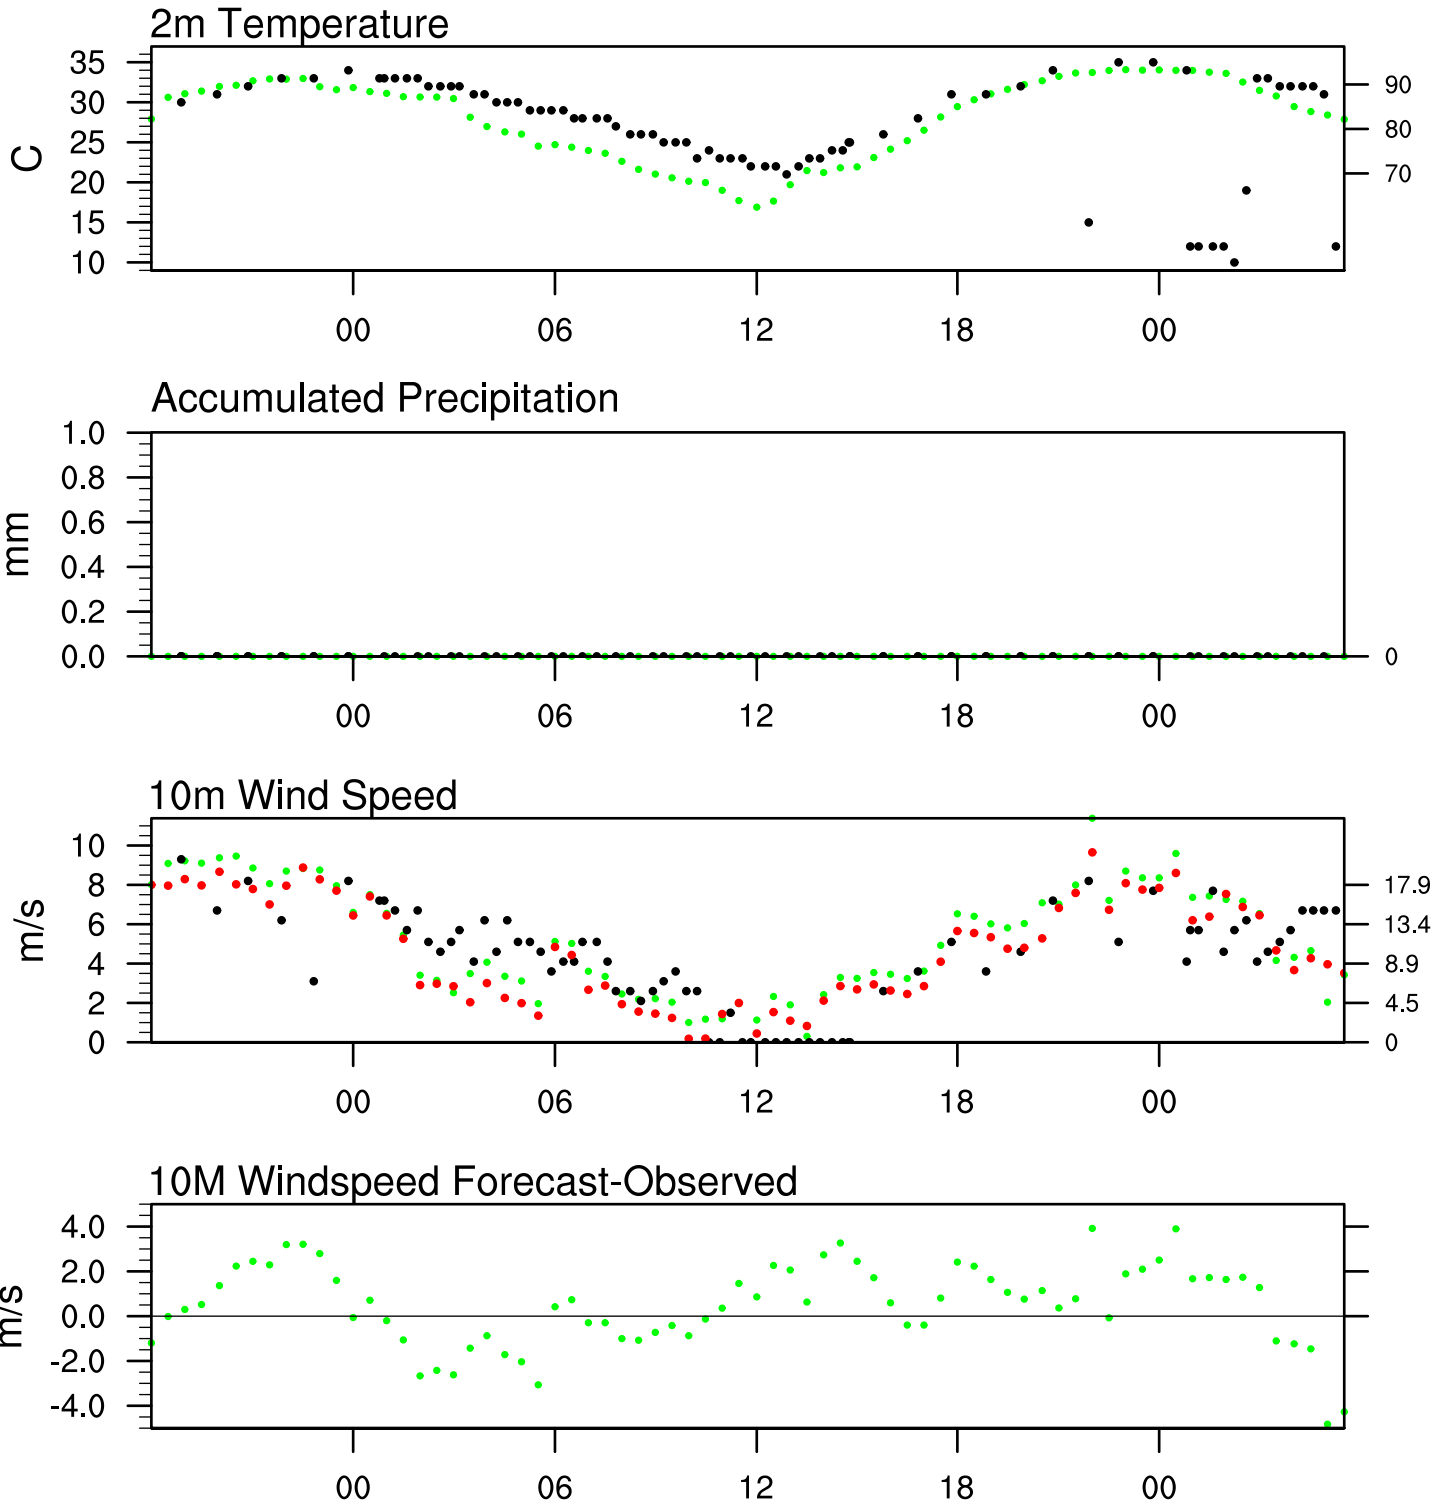 2m Temperature
35
30
25
20
15
10
C
90
80
70
00 06 12 18 00
Accumulated Precipitation
1.0
0.8
0.6
0.4
0.2
0.0
mm
0
00 06 12 18 00
10m Wind Speed
10
8
6
4
2
0
m/s
17.9
13.4
8.9
4.5
0
00 06 12 18 00
10M Windspeed Forecast-Observed
4.0
2.0
0.0
-2.0
-4.0
m/s
00 06 12 18 00